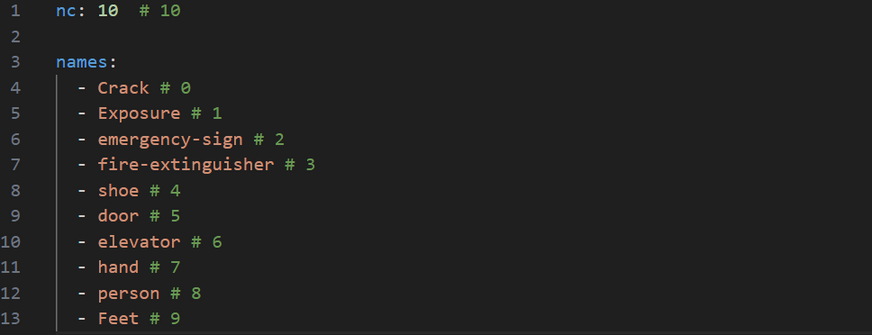 1 nc: 10 # 10
2
3 names:
4 - Crack # 0
5 - Exposure # 1
6 - emergency-sign # 2
7 - fire-extinguisher # 3
8 - shoe # 4
9 - door # 5
10 - elevator # 6
11 - hand # 7
12 - person # 8
13 - Feet # 9